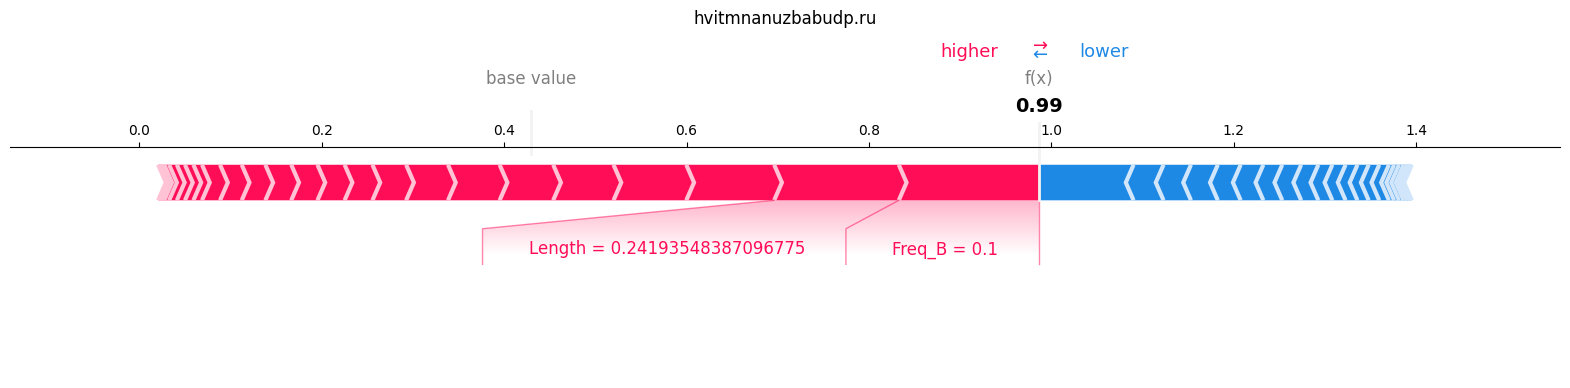 hvitmnanuzbabudp.ru
higher ⇄ lower
base value f(x)
0.99
0.0 0.2 0.4 0.6 0.8 1.0 1.2 1.4
Length = 0.24193548387096775 Freq_B = 0.1